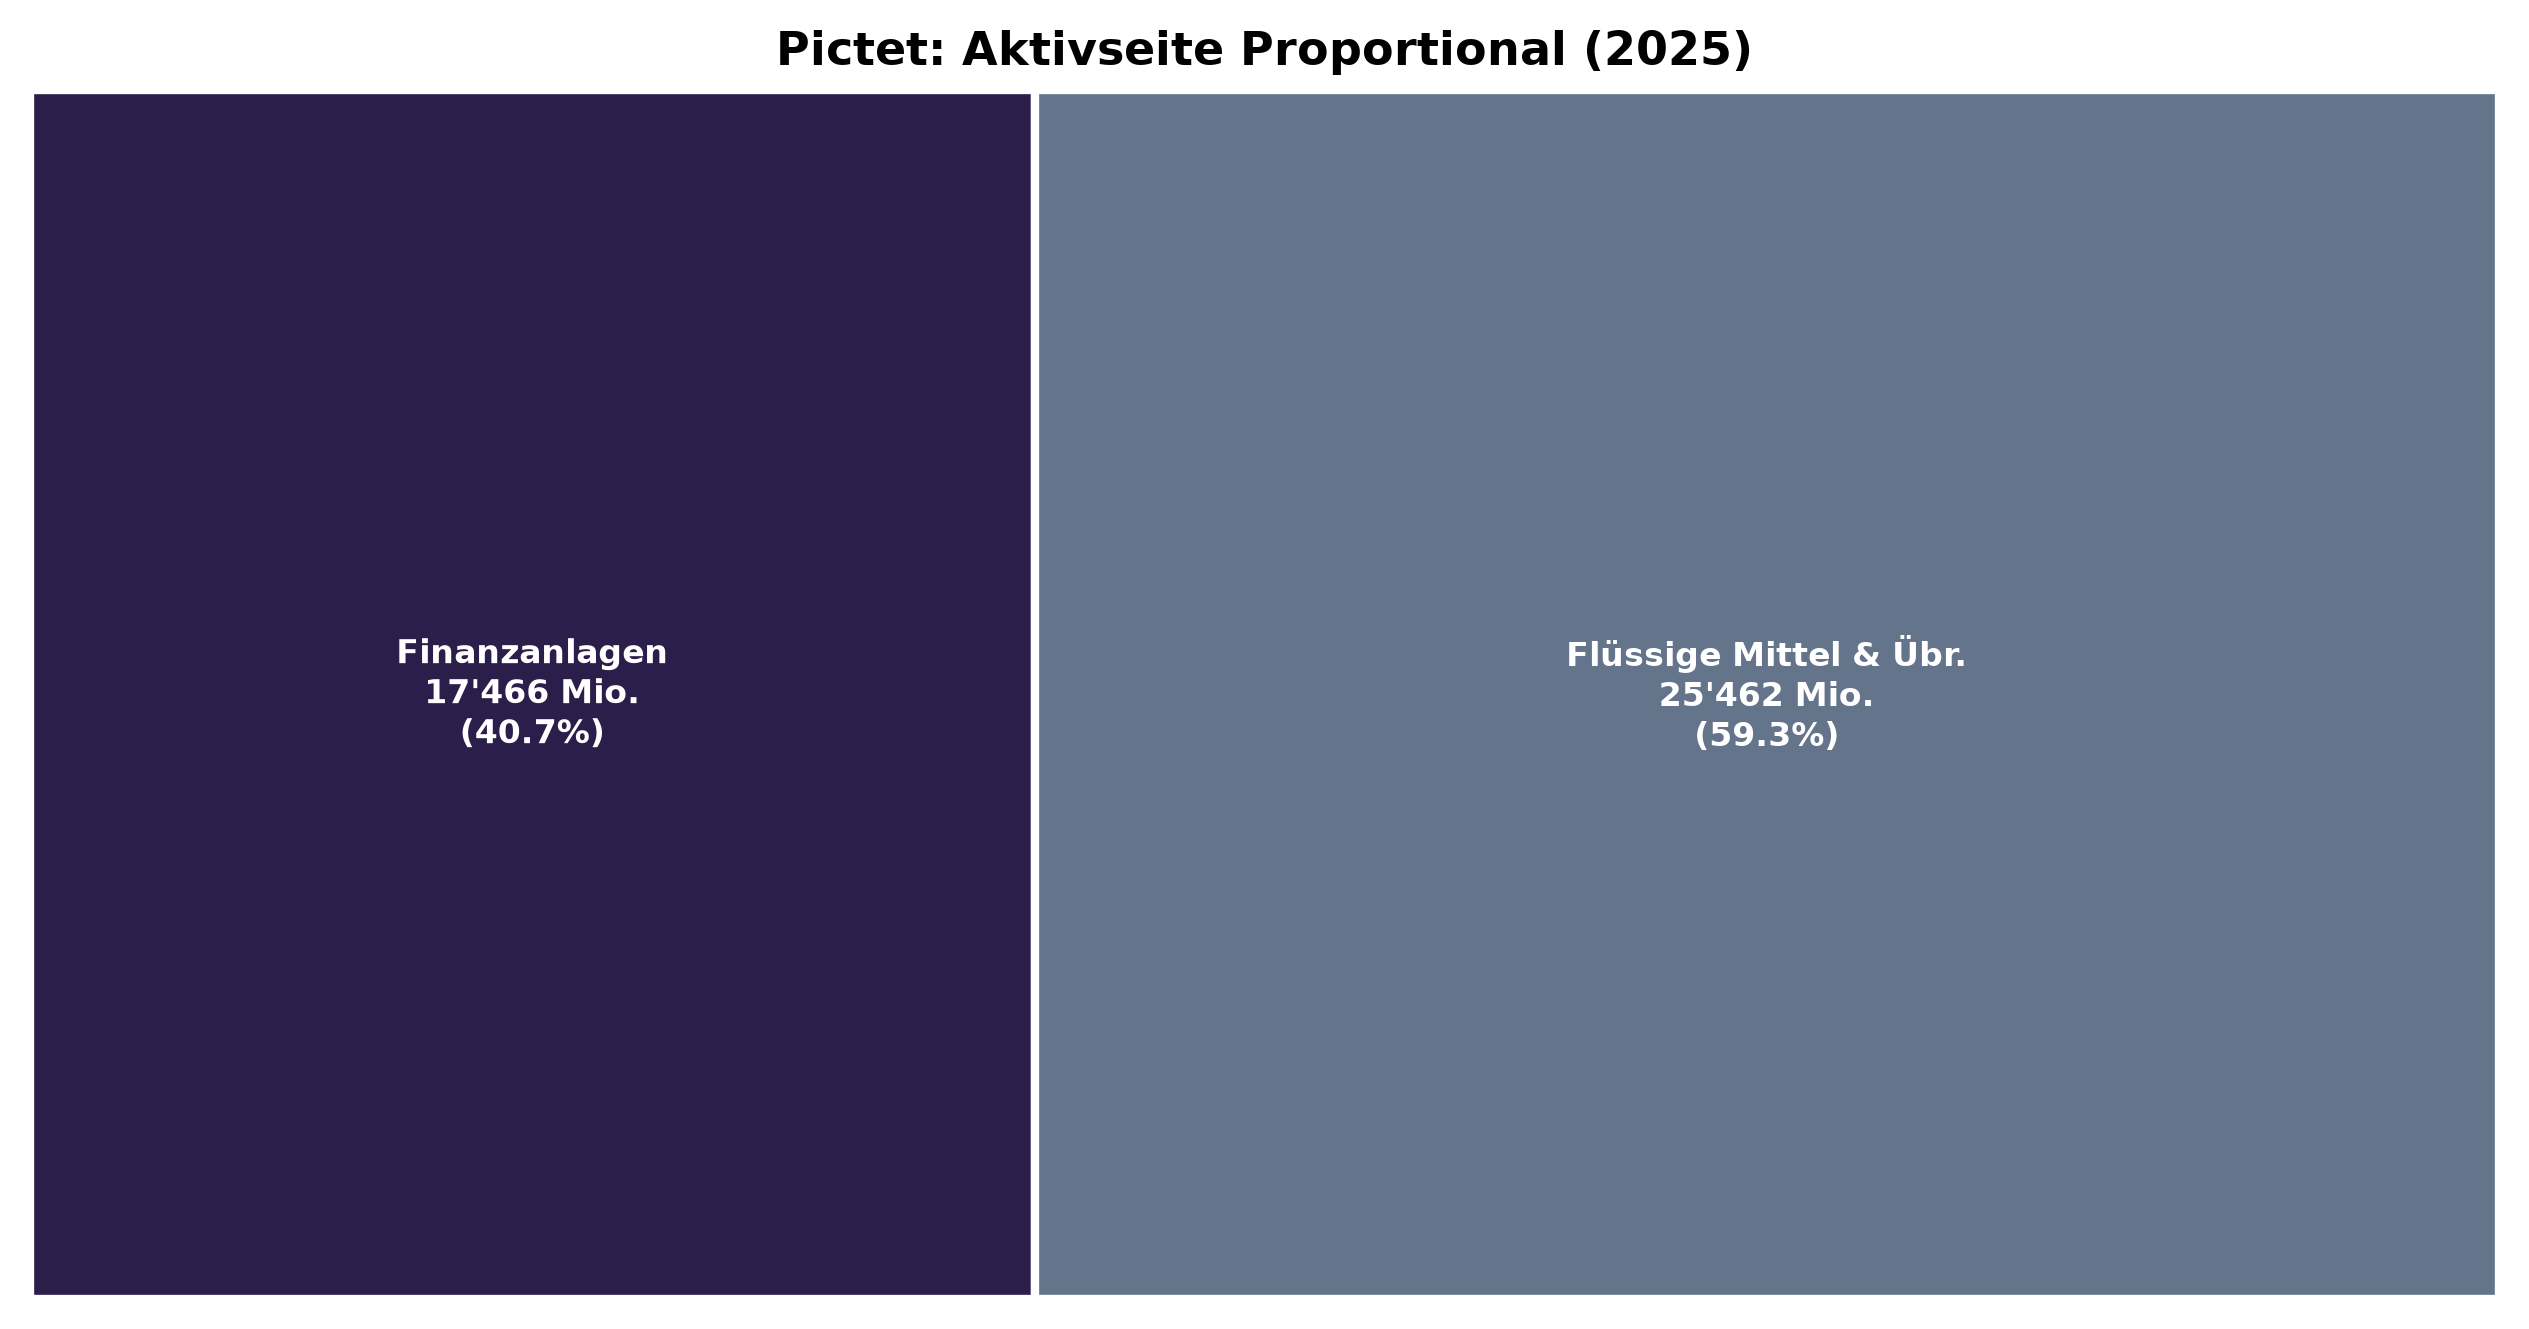 Pictet: Aktivseite Proportional (2025)
Finanzanlagen
17'466 Mio.
(40.7%)
Flüssige Mittel & Übr.
25'462 Mio.
(59.3%)